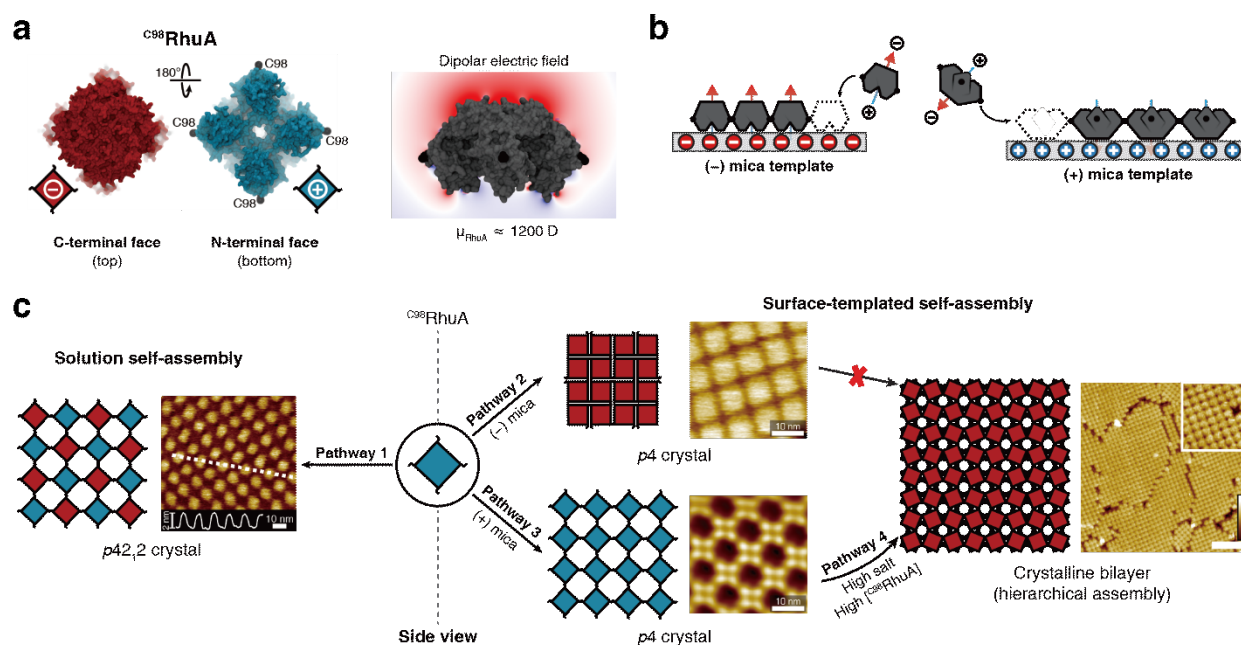 a
C98RhuA
180°
C98
C98
C98
C98
−
+
C-terminal face
(top)
N-terminal face
(bottom)
Dipolar electric field
μRhuA ≈ 1200 D
b
−
+
− − − − − − − −
(−) mica template
+
−
+ + + + + + + + +
(+) mica template
c
Solution self-assembly
2 nm
10 nm
p42₁2 crystal
C98RhuA
Pathway 1
Side view
Surface-templated self-assembly
Pathway 2
(−) mica
10 nm
p4 crystal
Pathway 3
(+) mica
10 nm
p4 crystal
Pathway 4
High salt
High [C98RhuA]
Crystalline bilayer
(hierarchical assembly)